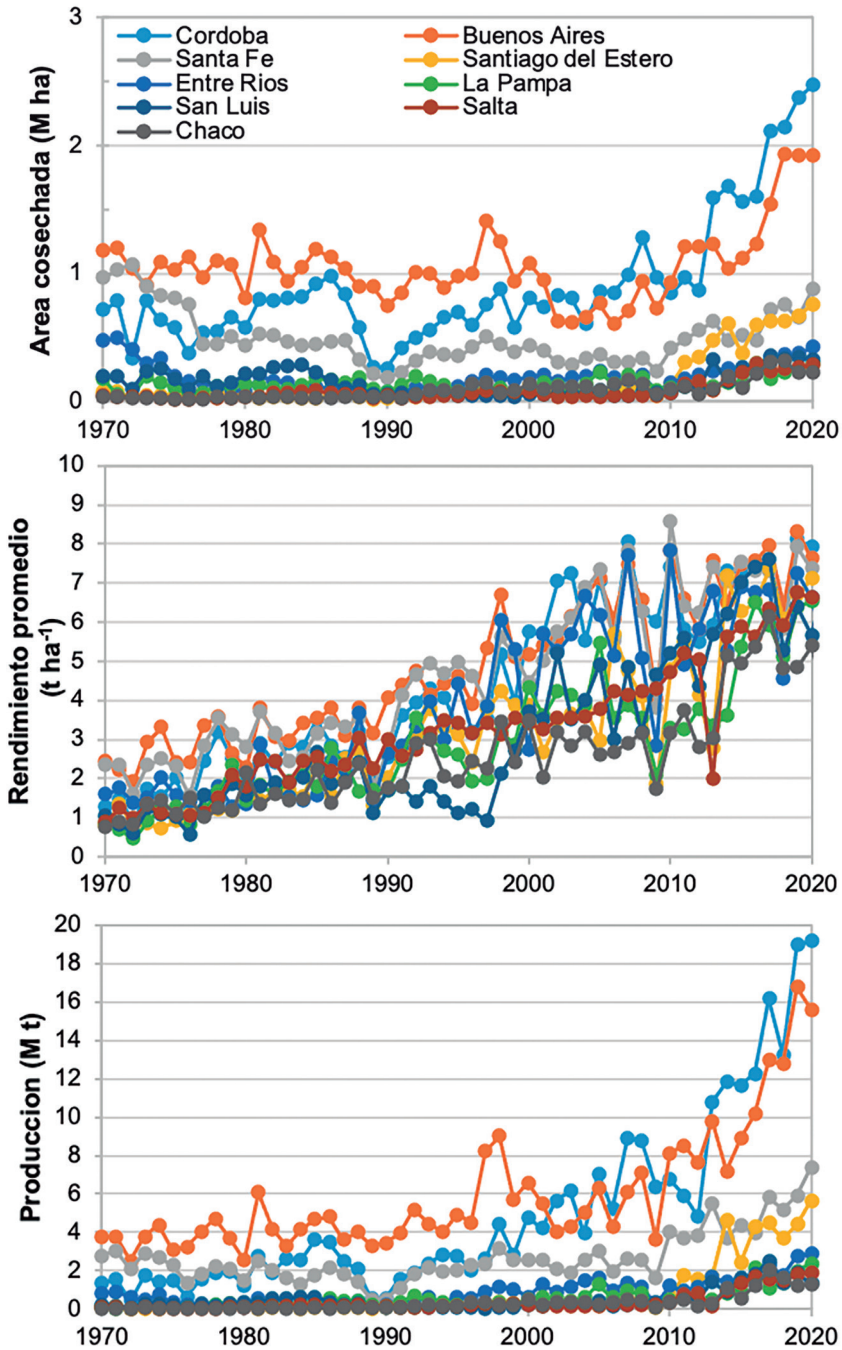 Area cosechada (M ha)
3
2
1
0
Cordoba
Buenos Aires
Santa Fe
Santiago del Estero
Entre Rios
La Pampa
San Luis
Salta
Chaco
1970 1980 1990 2000 2010 2020
Rendimiento promedio
(t ha⁻¹)
10
9
8
7
6
5
4
3
2
1
0
1970 1980 1990 2000 2010 2020
Produccion (M t)
20
18
16
14
12
10
8
6
4
2
0
1970 1980 1990 2000 2010 2020